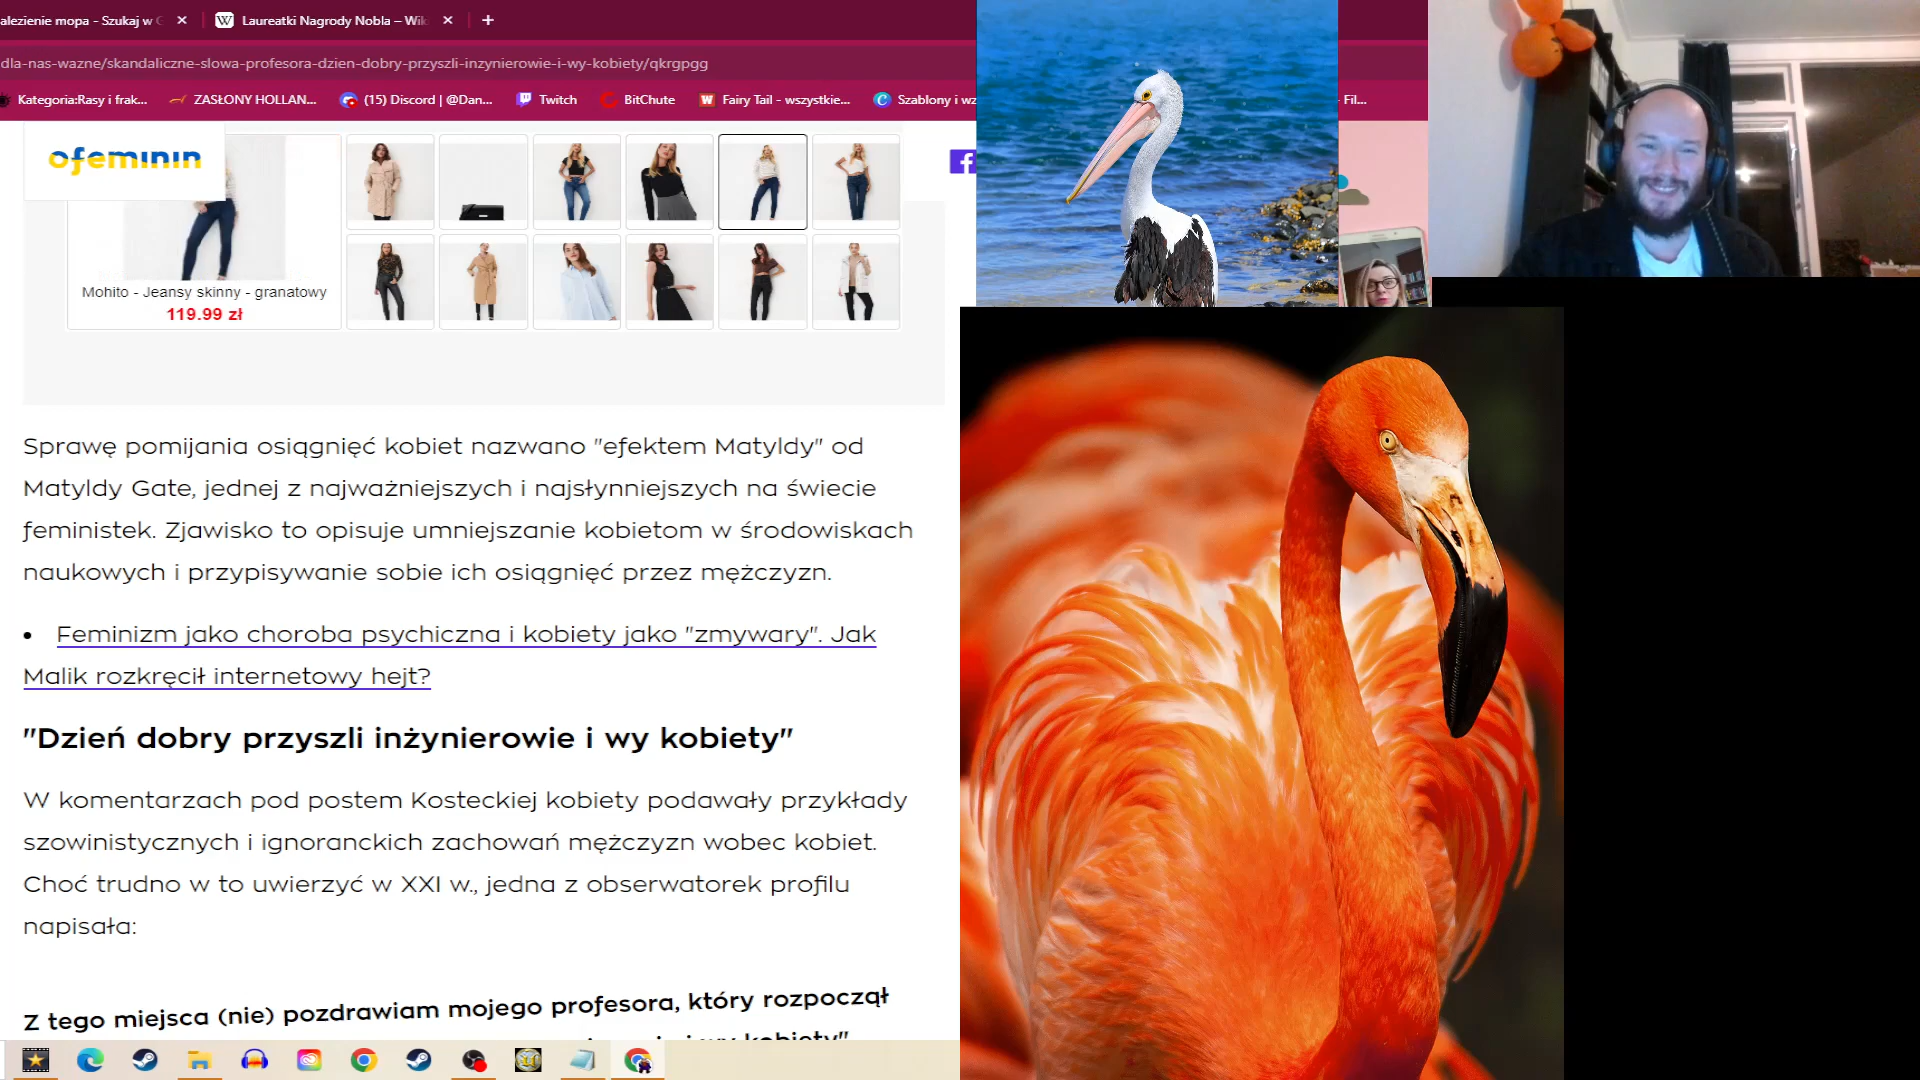 alezienie mopa - Szukaj w G
Laureatki Nagrody Nobla – Wik
dla-nas-wazne/skandaliczne-slowa-profesora-dzien-dobry-przyszli-inzynierowie-i-wy-kobiety/qkrgpgg
Kategoria:Rasy i frak...
ZASŁONY HOLLAN...
(15) Discord | @Dan...
Twitch
BitChute
Fairy Tail - wszystkie...
Szablony i wz
- Fil...
ofeminin
Mohito - Jeansy skinny - granatowy
119.99 zł
Sprawę pomijania osiągnięć kobiet nazwano "efektem Matyldy" od
Matyldy Gate, jednej z najważniejszych i najsłynniejszych na świecie
feministek. Zjawisko to opisuje umniejszanie kobietom w środowiskach
naukowych i przypisywanie sobie ich osiągnięć przez mężczyzn.
• Feminizm jako choroba psychiczna i kobiety jako "zmywary". Jak
Malik rozkręcił internetowy hejt?
"Dzień dobry przyszli inżynierowie i wy kobiety"
W komentarzach pod postem Kosteckiej kobiety podawały przykłady
szowinistycznych i ignoranckich zachowań mężczyzn wobec kobiet.
Choć trudno w to uwierzyć w XXI w., jedna z obserwatorek profilu
napisała:
Z tego miejsca (nie) pozdrawiam mojego profesora, który rozpoczął
kobiety"